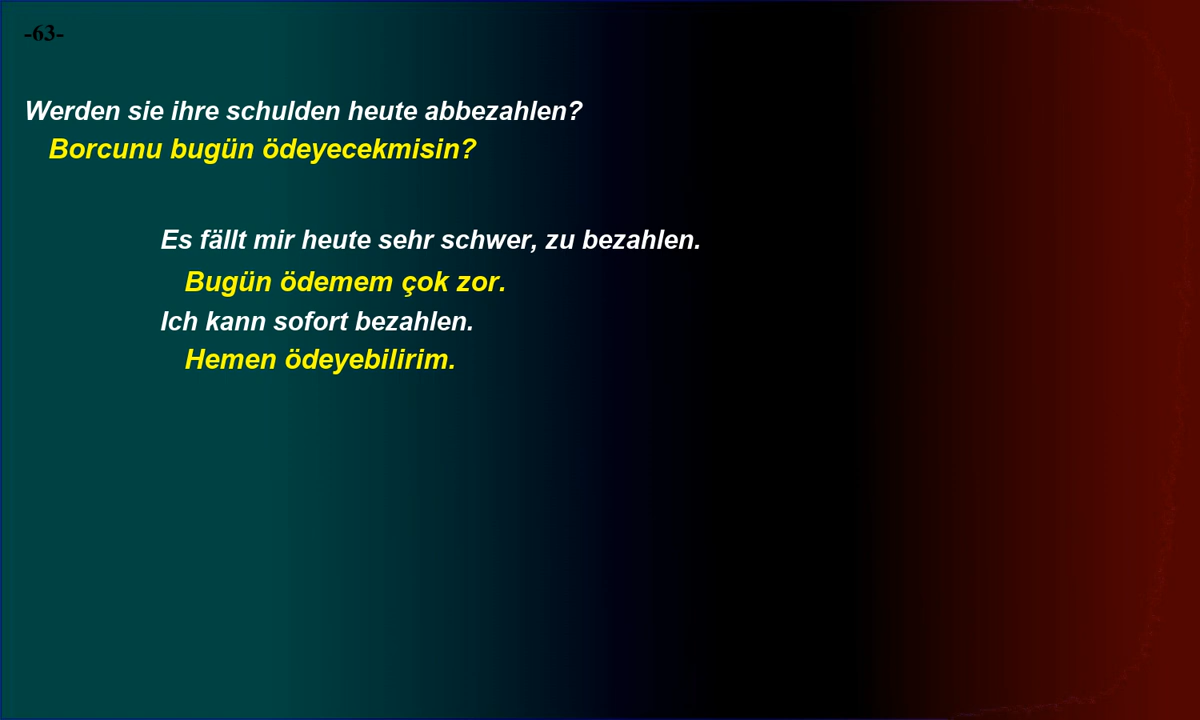 -63-
Werden sie ihre schulden heute abbezahlen?
Borcunu bugün ödeyecekmisin?
Es fällt mir heute sehr schwer, zu bezahlen.
Bugün ödemem çok zor.
Ich kann sofort bezahlen.
Hemen ödeyebilirim.